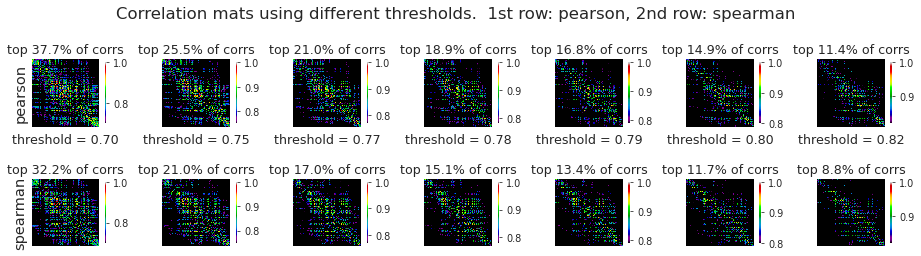 Correlation mats using different thresholds.  1st row: pearson, 2nd row: spearman
top 37.7% of corrs top 25.5% of corrs top 21.0% of corrs top 18.9% of corrs top 16.8% of corrs top 14.9% of corrs top 11.4% of corrs
pearson
1.0 0.8 1.0 0.9 0.8 1.0 0.9 0.8 1.0 0.9 0.8 1.0 0.9 0.8 1.0 0.9 0.8 1.0 0.9
threshold = 0.70 threshold = 0.75 threshold = 0.77 threshold = 0.78 threshold = 0.79 threshold = 0.80 threshold = 0.82
top 32.2% of corrs top 21.0% of corrs top 17.0% of corrs top 15.1% of corrs top 13.4% of corrs top 11.7% of corrs top 8.8% of corrs
spearman
1.0 0.8 1.0 0.9 0.8 1.0 0.9 0.8 1.0 0.9 0.8 1.0 0.9 0.8 1.0 0.9 0.8 1.0 0.9